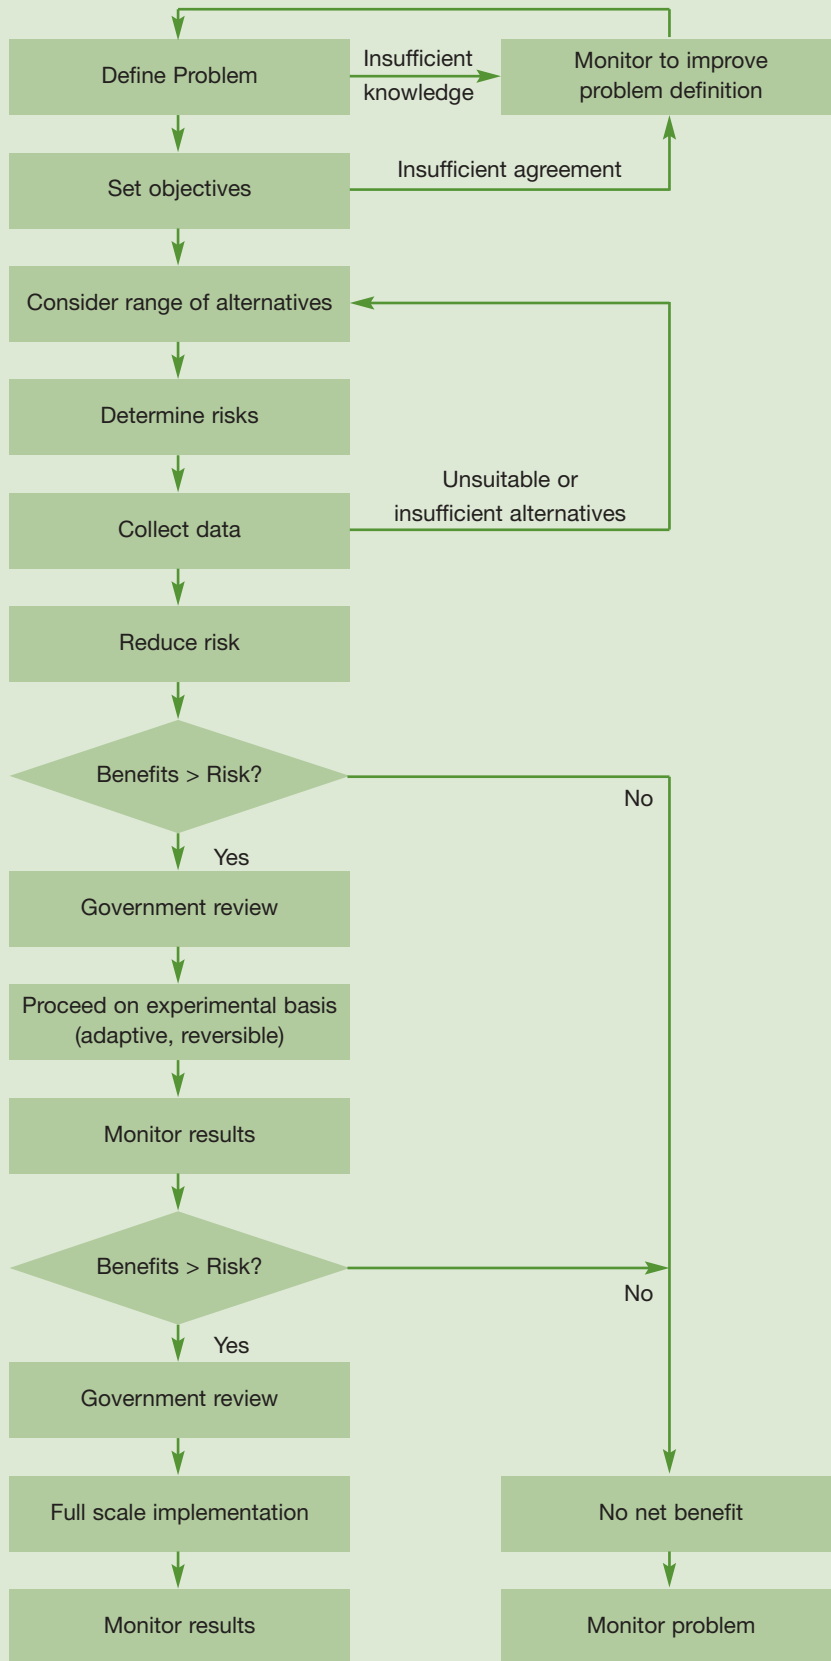 Define Problem
Insufficient
knowledge
Monitor to improve
problem definition
Set objectives
Insufficient agreement
Consider range of alternatives
Determine risks
Collect data
Unsuitable or
insufficient alternatives
Reduce risk
Benefits > Risk?
No
Yes
Government review
Proceed on experimental basis
(adaptive, reversible)
Monitor results
Benefits > Risk?
No
Yes
Government review
Full scale implementation
No net benefit
Monitor results
Monitor problem